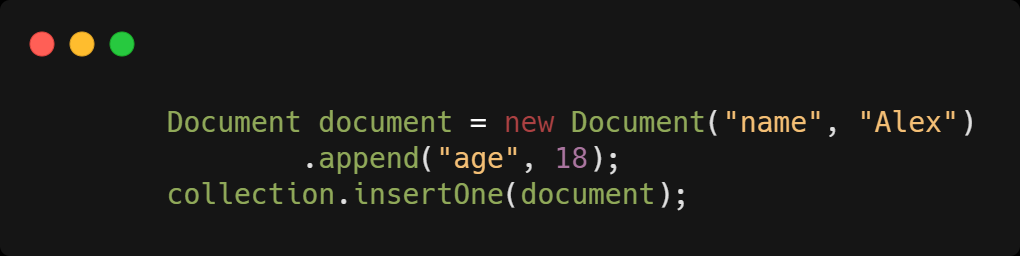 Document document = new Document("name", "Alex")
.append("age", 18);
collection.insertOne(document);